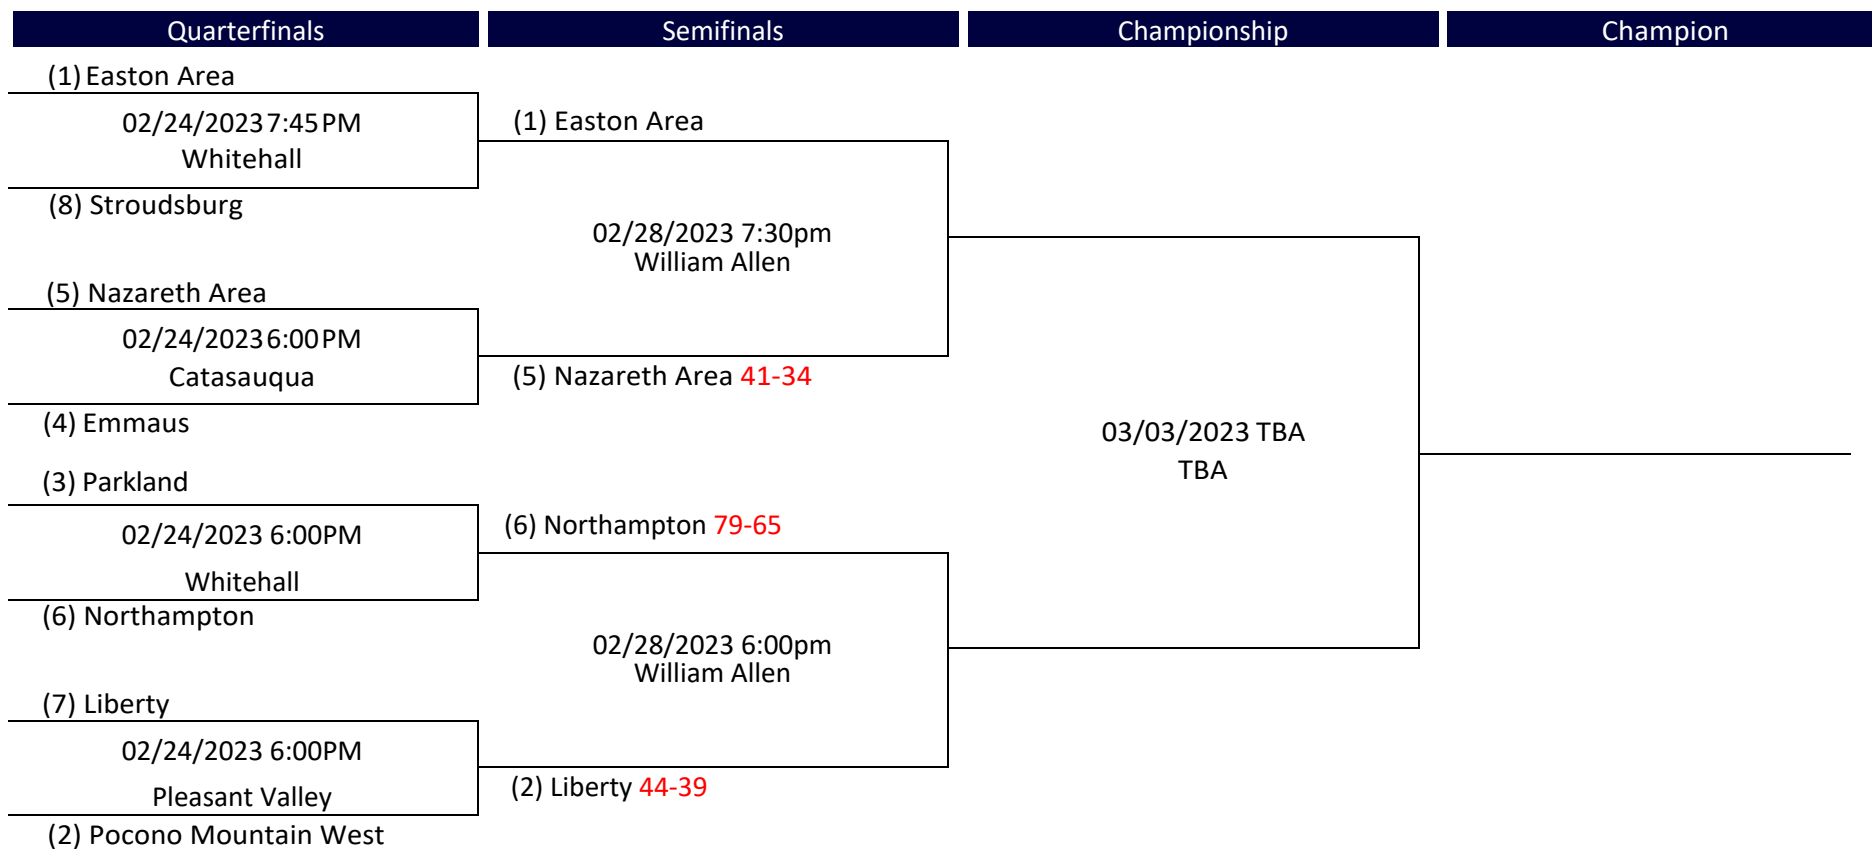 Quarterfinals
Semifinals
Championship
Champion
(1) Easton Area
02/24/2023 7:45 PM
Whitehall
(8) Stroudsburg
(5) Nazareth Area
02/24/2023 6:00 PM
Catasauqua
(4) Emmaus
(3) Parkland
02/24/2023 6:00PM
Whitehall
(6) Northampton
(7) Liberty
02/24/2023 6:00PM
Pleasant Valley
(2) Pocono Mountain West
(1) Easton Area
02/28/2023 7:30pm
William Allen
(5) Nazareth Area 41-34
(6) Northampton 79-65
02/28/2023 6:00pm
William Allen
(2) Liberty 44-39
03/03/2023 TBA
TBA